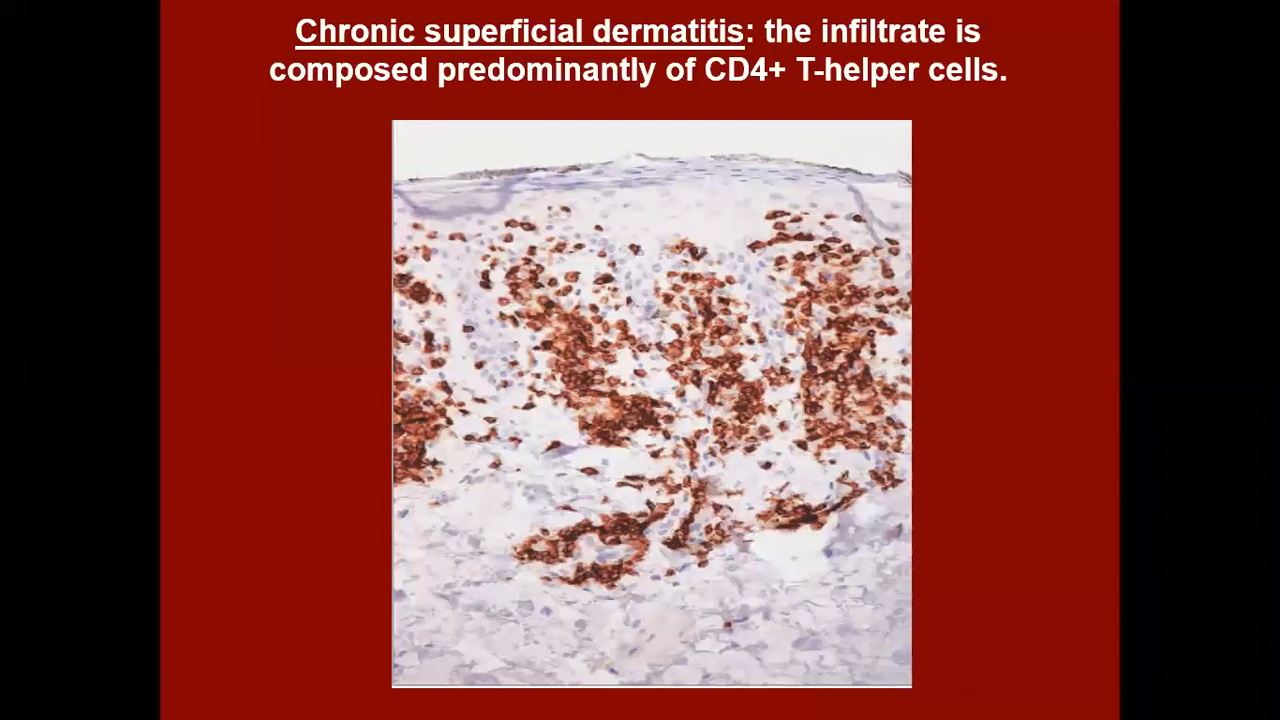 Chronic superficial dermatitis: the infiltrate is
composed predominantly of CD4+ T-helper cells.